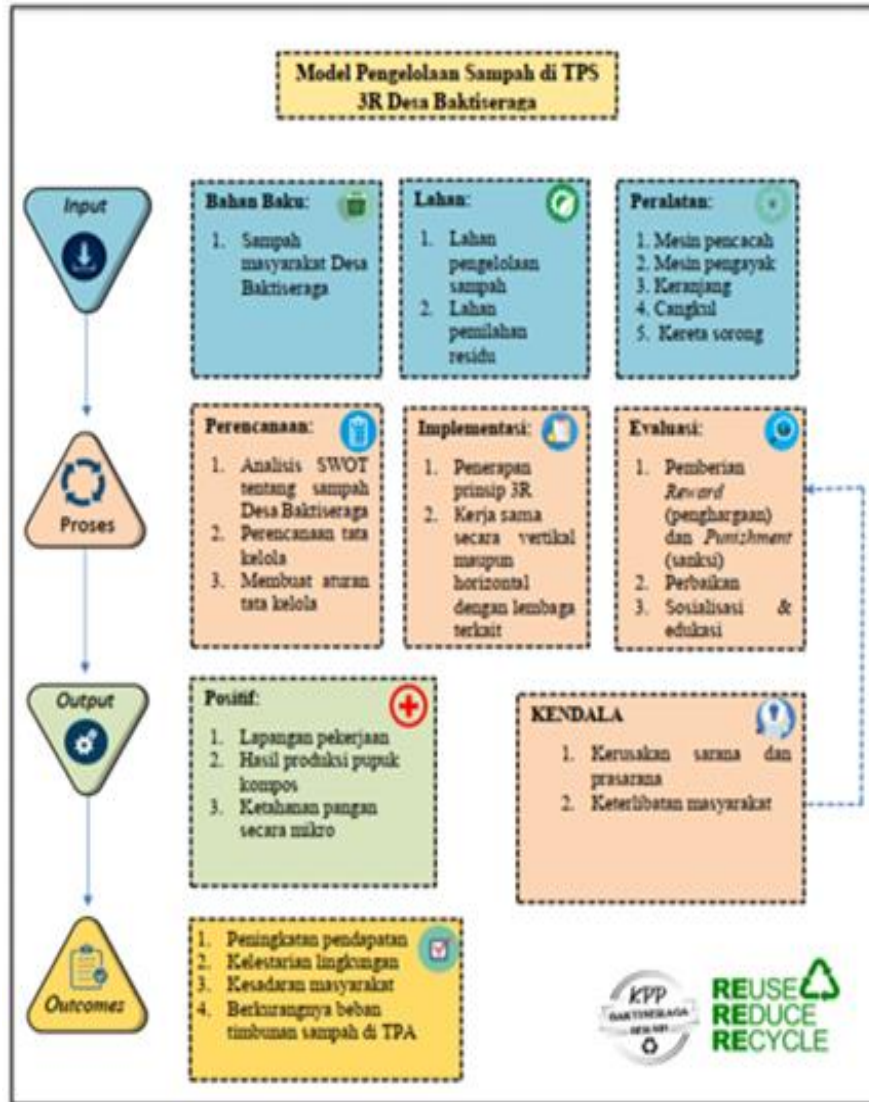 Model Pengelolaan Sampah di TPS
3R Desa Baktiseraga
Input
Bahan Baku:
1. Sampah
masyarakat Desa
Baktiseraga
Lahan:
1. Lahan
pengelolaan
sampah
2. Lahan
pemilahan
residu
Peralatan:
1. Mesin pencacah
2. Mesin pengayak
3. Keranjang
4. Cangkul
5. Kereta sorong
Proses
Perencanaan:
1. Analisis SWOT
tentang sampah
Desa Baktiseraga
2. Perencanaan tata
kelola
3. Membuat aturan
tata kelola
Implementasi:
1. Penerapan
prinsip 3R
2. Kerja sama
secara vertikal
maupun
horizontal
dengan lembaga
terkait
Evaluasi:
1. Pemberian
Reward
(penghargaan)
dan Punishment
(sanksi)
2. Perbaikan
3. Sosialisasi &
edukasi
Output
Positif:
1. Lapangan pekerjaan
2. Hasil produksi pupuk
kompos
3. Ketahanan pangan
secara mikro
KENDALA
1. Kerusakan sarana dan
prasarana
2. Keterlibatan masyarakat
Outcomes
1. Peningkatan pendapatan
2. Kelestarian lingkungan
3. Kesadaran masyarakat
4. Berkurangnya beban
timbunan sampah di TPA
KPP
BAKTISERAGA
REUSE
REDUCE
RECYCLE